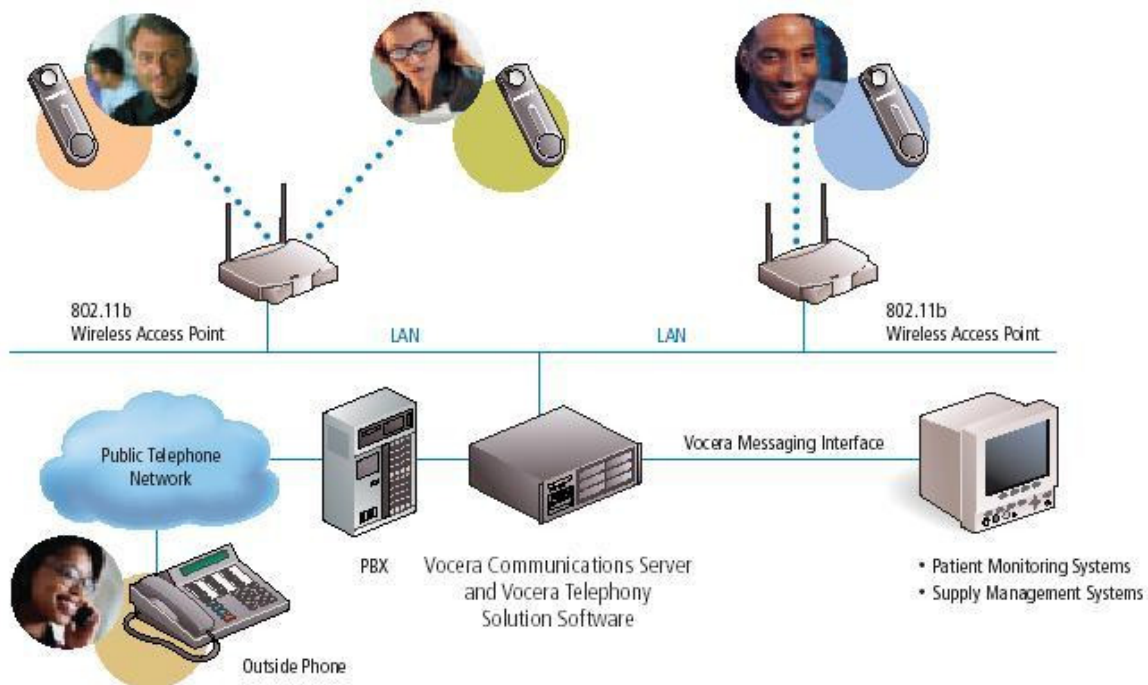 802.11b
Wireless Access Point
LAN
LAN
802.11b
Wireless Access Point
Public Telephone
Network
Vocera Messaging Interface
PBX
Vocera Communications Server
and Vocera Telephony
Solution Software
• Patient Monitoring Systems
• Supply Management Systems
Outside Phone